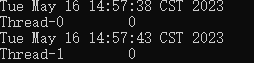 Tue May 16 14:57:38 CST 2023
Thread-0        0
Tue May 16 14:57:43 CST 2023
Thread-1        0